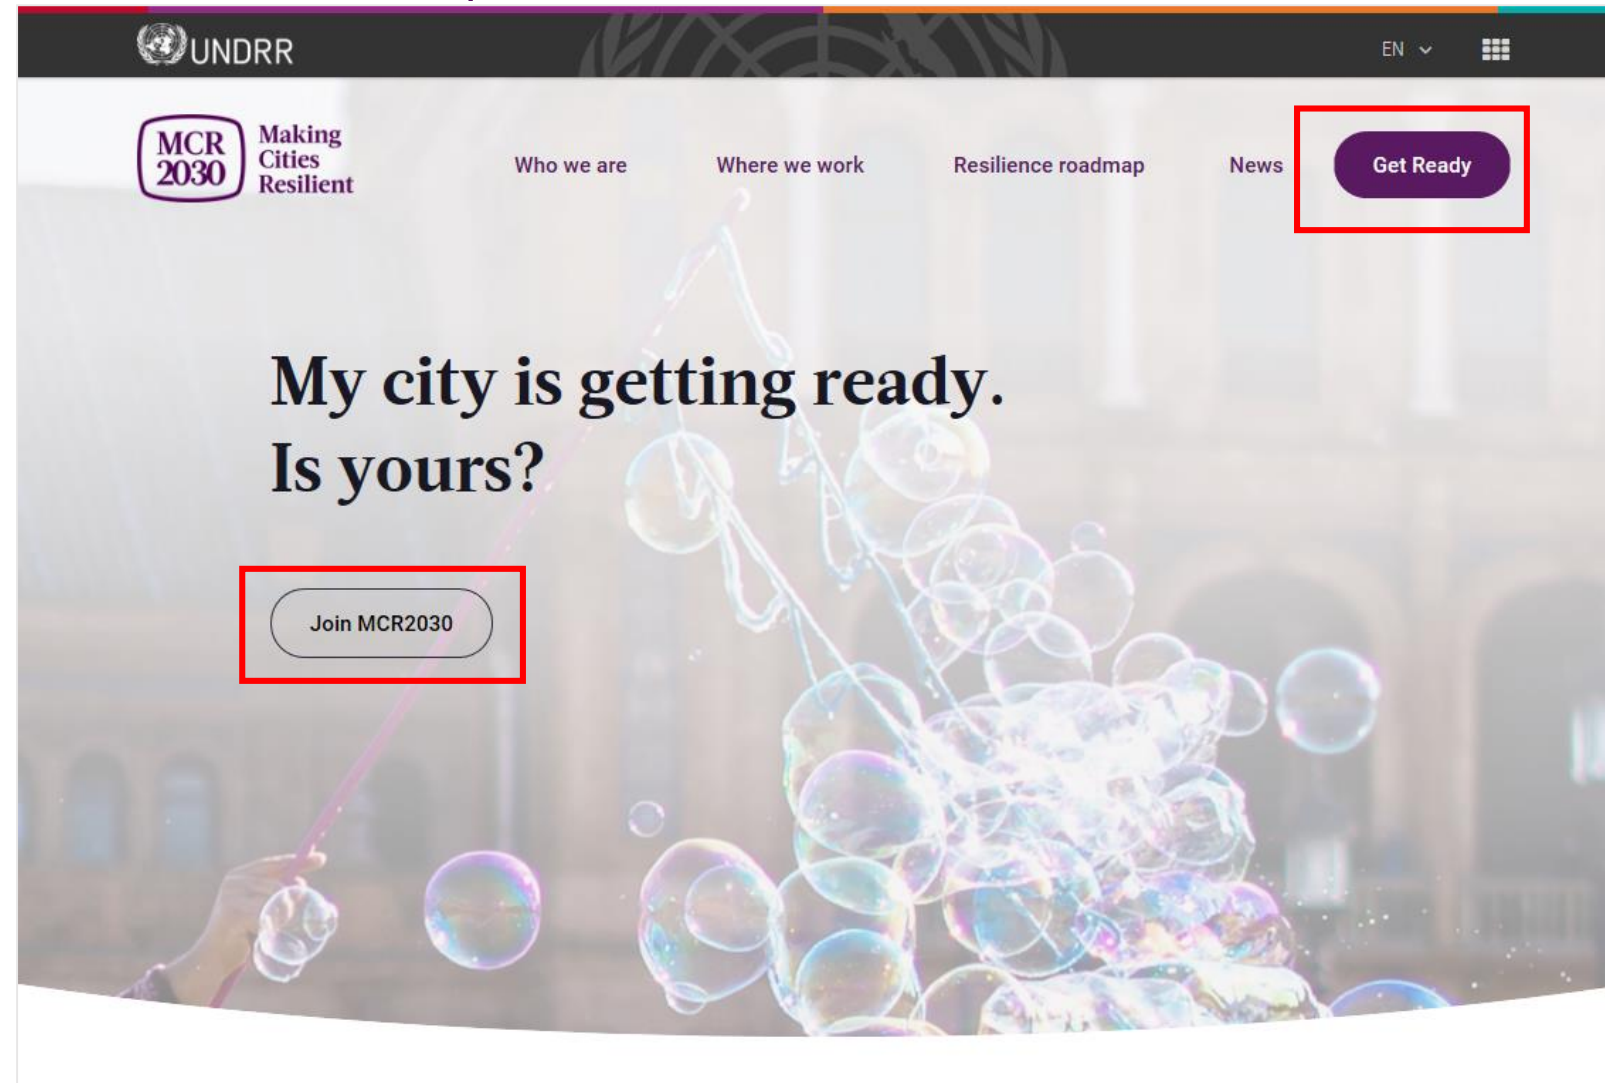 UNDRR
EN
MCR
2030
Making
Cities
Resilient
Who we are
Where we work
Resilience roadmap
News
Get Ready
My city is getting ready.
Is yours?
Join MCR2030